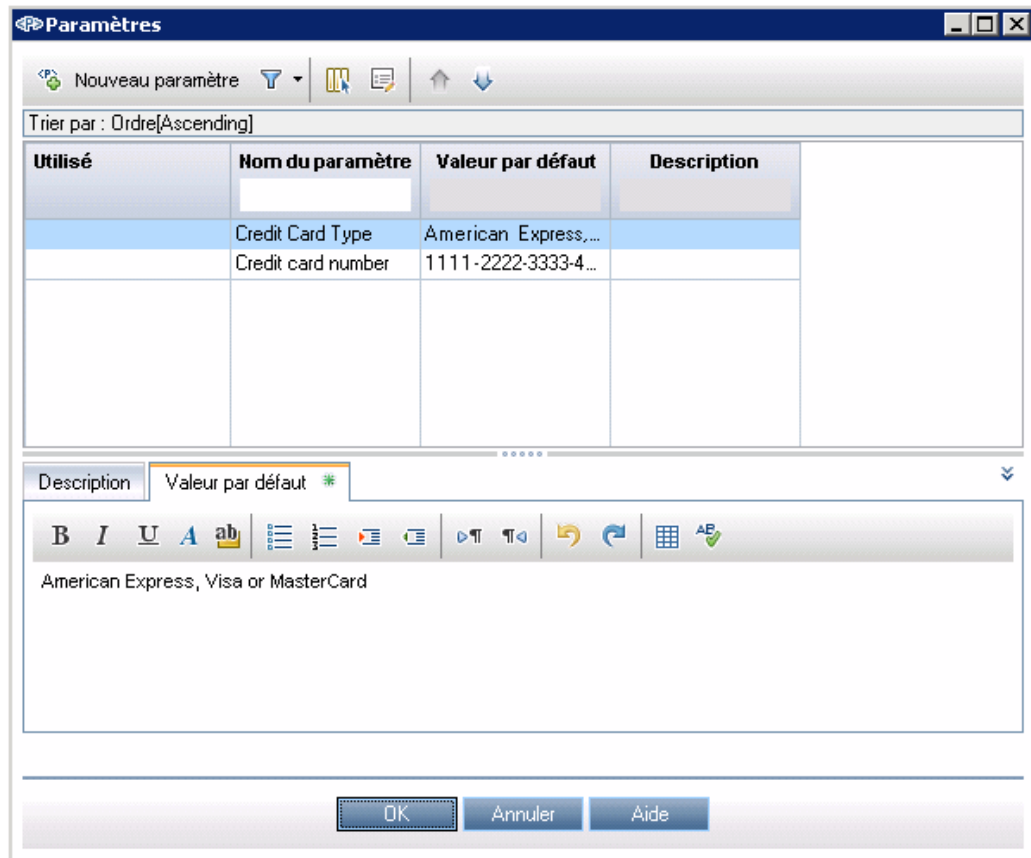 Paramètres
Nouveau paramètre
Trier par : Ordre[Ascending]
Utilisé Nom du paramètre Valeur par défaut Description
Credit Card Type American Express,...
Credit card number 1111-2222-3333-4...
Description Valeur par défaut
B I U A ab
American Express, Visa or MasterCard
OK Annuler Aide